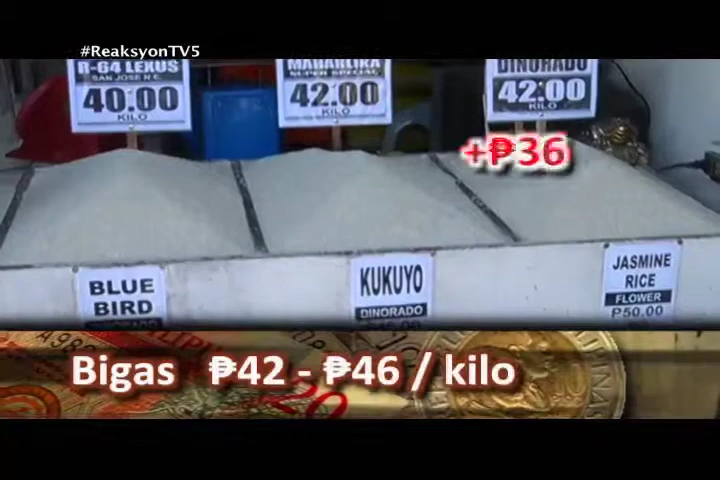 #ReaksyonTV5
R-64 LEXUS
SAN JOSE N.E.
40.00
KILO
MAHARLIKA
SUPER SPECIAL
42.00
KILO
DINORADO
42.00
KILO
+₱36
BLUE
BIRD
KUKUYO
DINORADO
JASMINE
RICE
FLOWER
P50.00
Bigas ₱42 - ₱46 / kilo
20